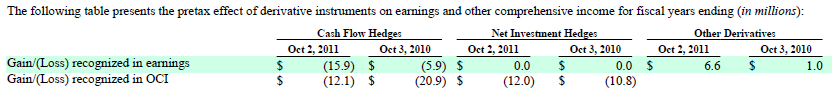 The following table presents the pretax effect of derivative instruments on earnings and other comprehensive income for fiscal years ending (in millions):
Cash Flow Hedges Net Investment Hedges Other Derivatives
Oct 2, 2011 Oct 3, 2010 Oct 2, 2011 Oct 3, 2010 Oct 2, 2011 Oct 3, 2010
Gain/(Loss) recognized in earnings $ (15.9) $ (5.9) $ 0.0 $ 0.0 $ 6.6 $ 1.0
Gain/(Loss) recognized in OCI $ (12.1) $ (20.9) $ (12.0) $ (10.8)